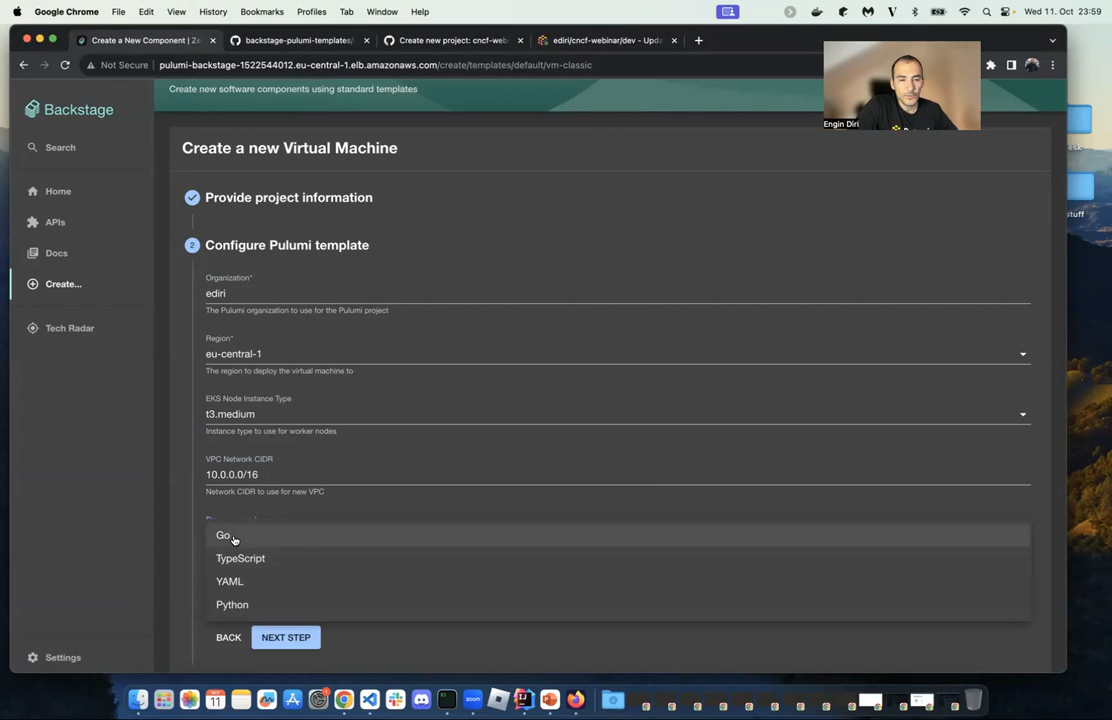 Google Chrome File Edit View History Bookmarks Profiles Tab Window Help Wed 11. Oct 23:59
Create a New Component | Ze
backstage-pulumi-templates/
Create new project: cncf-web
ediri/cncf-webinar/dev - Upda
Not Secure pulumi-backstage-1522544012.eu-central-1.elb.amazonaws.com/create/templates/default/vm-classic
Create new software components using standard templates
Backstage
Engin Diri
Search
Create a new Virtual Machine
Home
Provide project information
APIs
2 Configure Pulumi template
Docs
Organization*
Create...
ediri
The Pulumi organization to use for the Pulumi project
Tech Radar
Region*
eu-central-1
The region to deploy the virtual machine to
EKS Node Instance Type
t3.medium
Instance type to use for worker nodes
VPC Network CIDR
10.0.0.0/16
Network CIDR to use for new VPC
Go
TypeScript
YAML
Python
BACK NEXT STEP
Settings
stuff